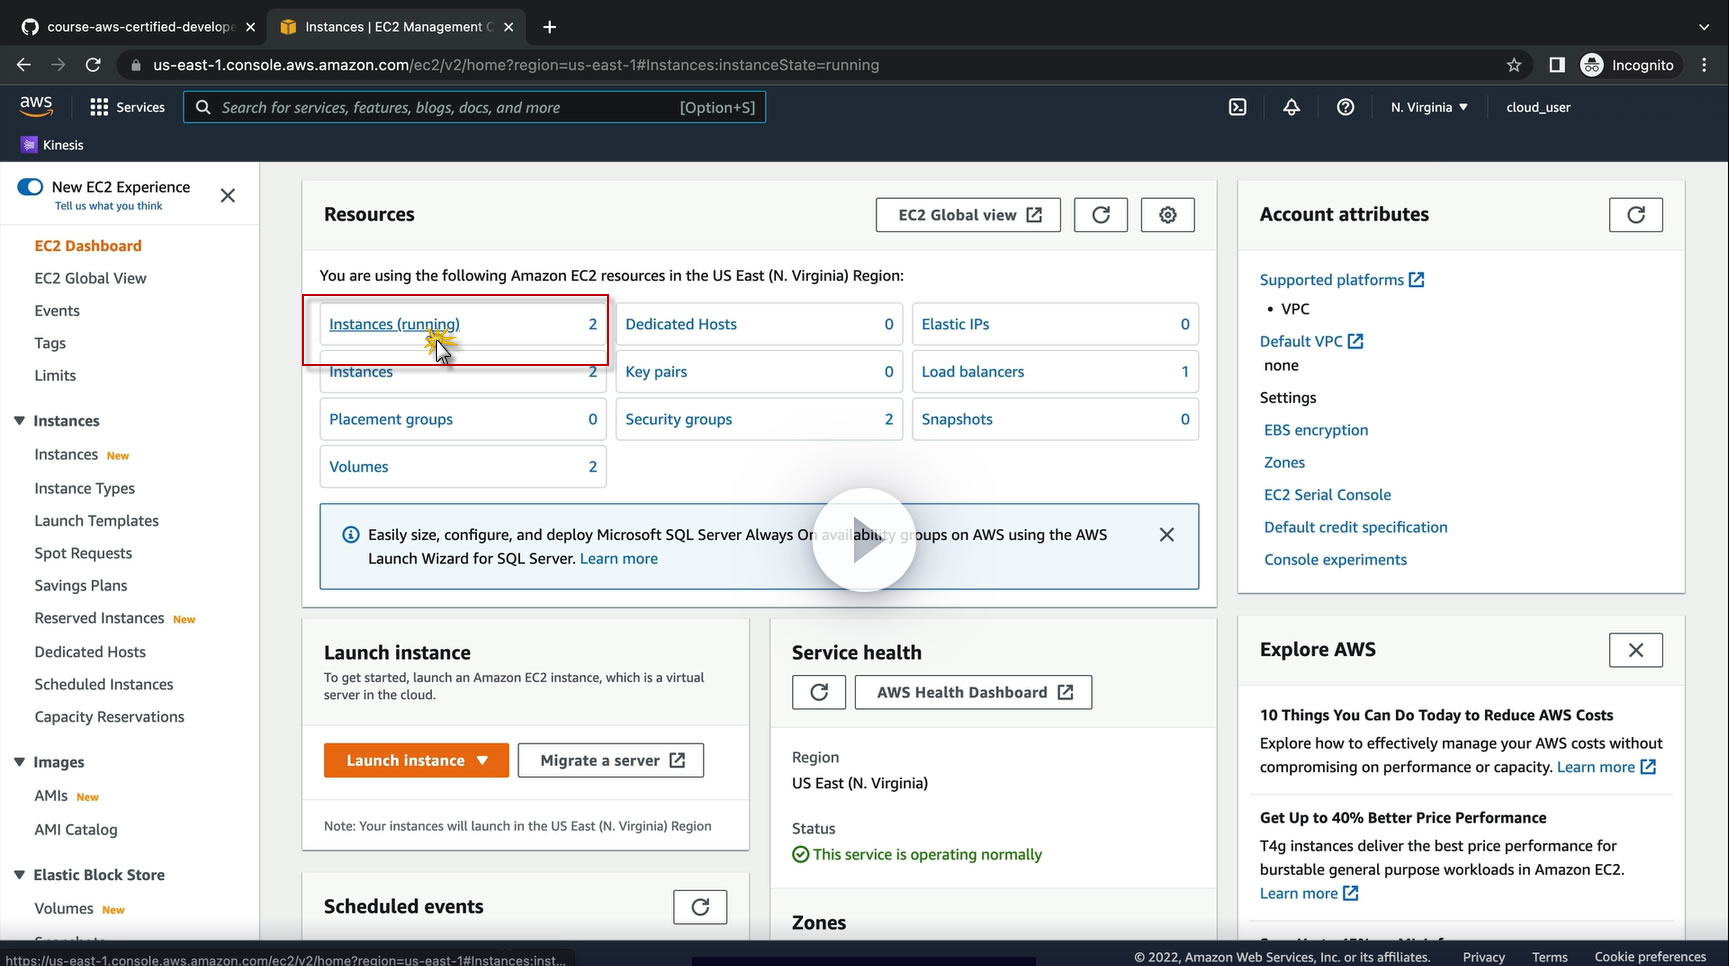 course-aws-certified-develope
Instances | EC2 Management C
us-east-1.console.aws.amazon.com/ec2/v2/home?region=us-east-1#Instances:instanceState=running
Incognito
aws
Services
Search for services, features, blogs, docs, and more
[Option+S]
N. Virginia
cloud_user
Kinesis
New EC2 Experience
Tell us what you think
EC2 Dashboard
EC2 Global View
Events
Tags
Limits
Instances
Instances New
Instance Types
Launch Templates
Spot Requests
Savings Plans
Reserved Instances New
Dedicated Hosts
Scheduled Instances
Capacity Reservations
Images
AMIs New
AMI Catalog
Elastic Block Store
Volumes New
Resources
EC2 Global view
You are using the following Amazon EC2 resources in the US East (N. Virginia) Region:
Instances (running) 2
Dedicated Hosts 0
Elastic IPs 0
Instances 2
Key pairs 0
Load balancers 1
Placement groups 0
Security groups 2
Snapshots 0
Volumes 2
Easily size, configure, and deploy Microsoft SQL Server Always On availability groups on AWS using the AWS
Launch Wizard for SQL Server. Learn more
Launch instance
To get started, launch an Amazon EC2 instance, which is a virtual
server in the cloud.
Launch instance
Migrate a server
Note: Your instances will launch in the US East (N. Virginia) Region
Scheduled events
Service health
AWS Health Dashboard
Region
US East (N. Virginia)
Status
This service is operating normally
Zones
Account attributes
Supported platforms
• VPC
Default VPC
none
Settings
EBS encryption
Zones
EC2 Serial Console
Default credit specification
Console experiments
Explore AWS
10 Things You Can Do Today to Reduce AWS Costs
Explore how to effectively manage your AWS costs without
compromising on performance or capacity. Learn more
Get Up to 40% Better Price Performance
T4g instances deliver the best price performance for
burstable general purpose workloads in Amazon EC2.
Learn more
https://us-east-1.console.aws.amazon.com/ec2/v2/home?region=us-east-1#Instances:inst...
© 2022, Amazon Web Services, Inc. or its affiliates.
Privacy
Terms
Cookie preferences